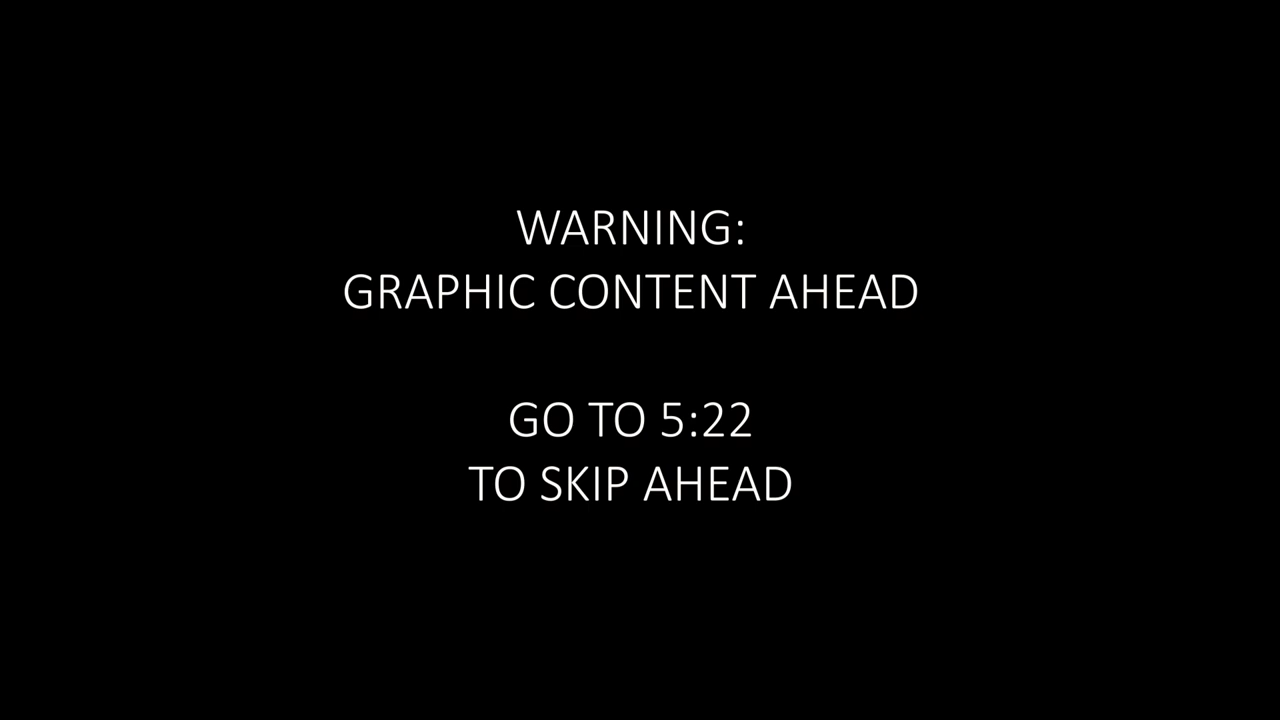 WARNING:
GRAPHIC CONTENT AHEAD
GO TO 5:22
TO SKIP AHEAD